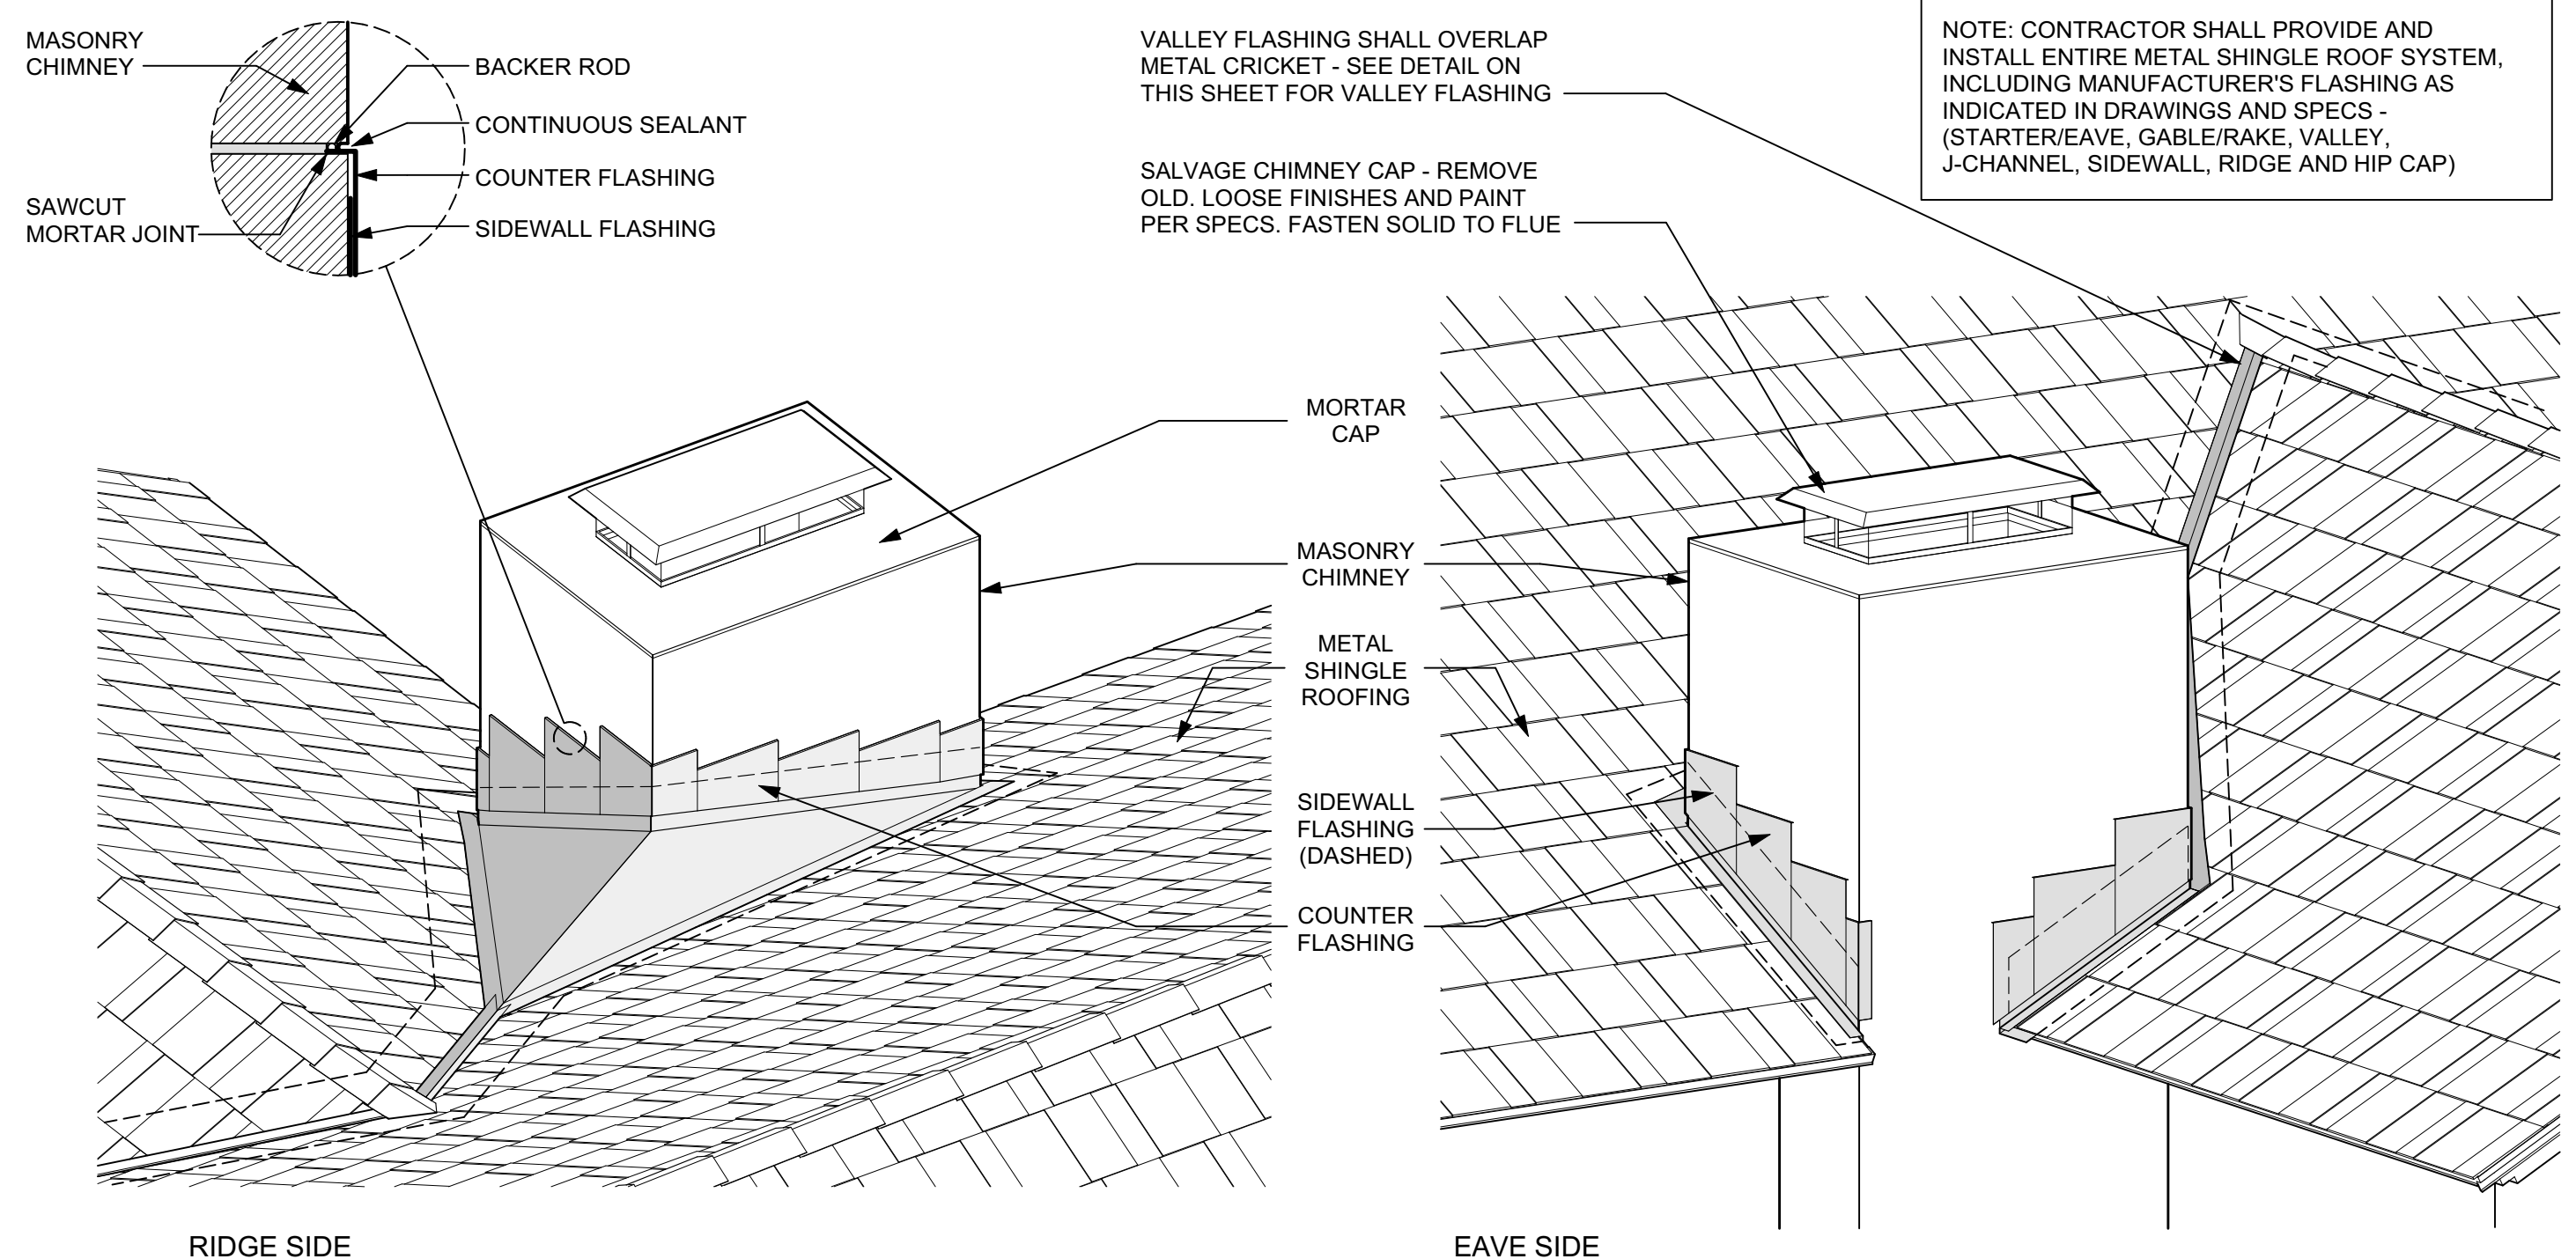 MASONRY
CHIMNEY
BACKER ROD
CONTINUOUS SEALANT
COUNTER FLASHING
SAWCUT
MORTAR JOINT
SIDEWALL FLASHING
VALLEY FLASHING SHALL OVERLAP
METAL CRICKET - SEE DETAIL ON
THIS SHEET FOR VALLEY FLASHING
SALVAGE CHIMNEY CAP - REMOVE
OLD. LOOSE FINISHES AND PAINT
PER SPECS. FASTEN SOLID TO FLUE
NOTE: CONTRACTOR SHALL PROVIDE AND
INSTALL ENTIRE METAL SHINGLE ROOF SYSTEM,
INCLUDING MANUFACTURER'S FLASHING AS
INDICATED IN DRAWINGS AND SPECS -
(STARTER/EAVE, GABLE/RAKE, VALLEY,
J-CHANNEL, SIDEWALL, RIDGE AND HIP CAP)
MORTAR
CAP
MASONRY
CHIMNEY
METAL
SHINGLE
ROOFING
SIDEWALL
FLASHING
(DASHED)
COUNTER
FLASHING
RIDGE SIDE
EAVE SIDE